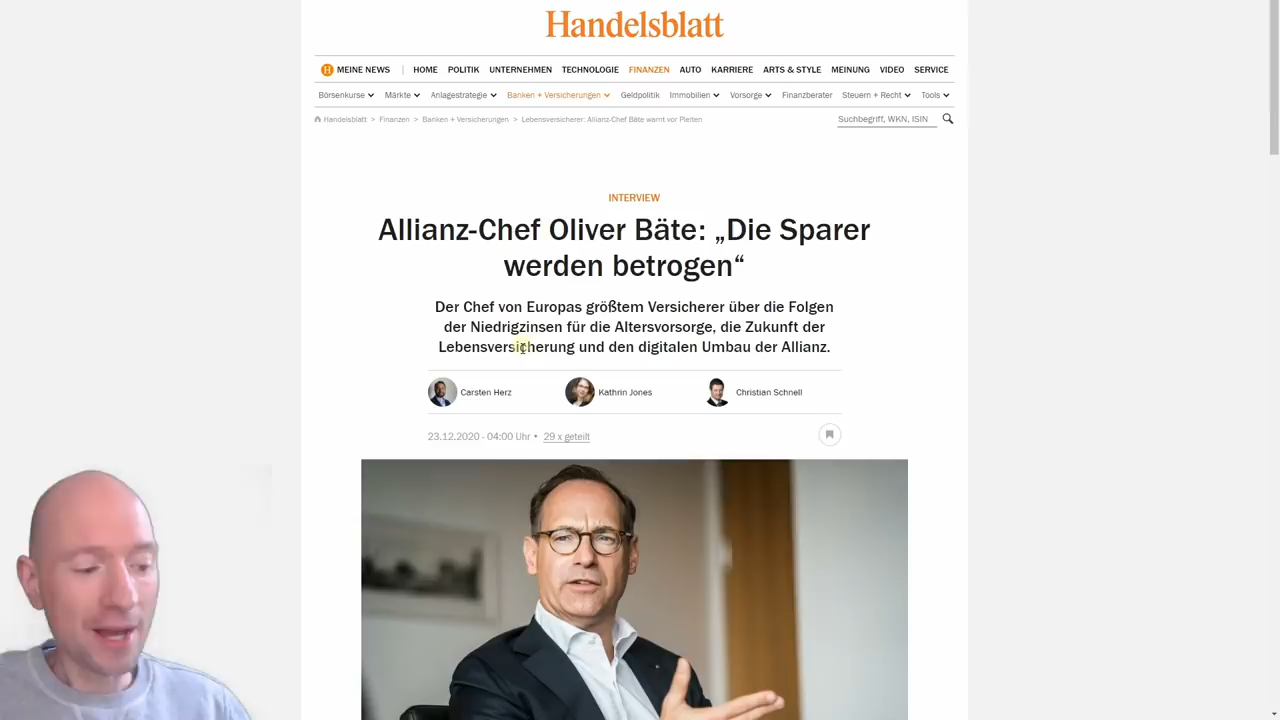 Handelsblatt
H MEINE NEWS | HOME POLITIK UNTERNEHMEN TECHNOLOGIE FINANZEN AUTO KARRIERE ARTS & STYLE MEINUNG VIDEO SERVICE
Börsenkurse Märkte Anlagestrategie Banken + Versicherungen Geldpolitik Immobilien Vorsorge Finanzberater Steuern + Recht Tools
Handelsblatt > Finanzen > Banken + Versicherungen > Lebensversicherer: Allianz-Chef Bäte warnt vor Pleiten
Suchbegriff, WKN, ISIN
INTERVIEW
Allianz-Chef Oliver Bäte: „Die Sparer
werden betrogen“
Der Chef von Europas größtem Versicherer über die Folgen
der Niedrigzinsen für die Altersvorsorge, die Zukunft der
Lebensversicherung und den digitalen Umbau der Allianz.
Carsten Herz Kathrin Jones Christian Schnell
23.12.2020 - 04:00 Uhr • 29 x geteilt